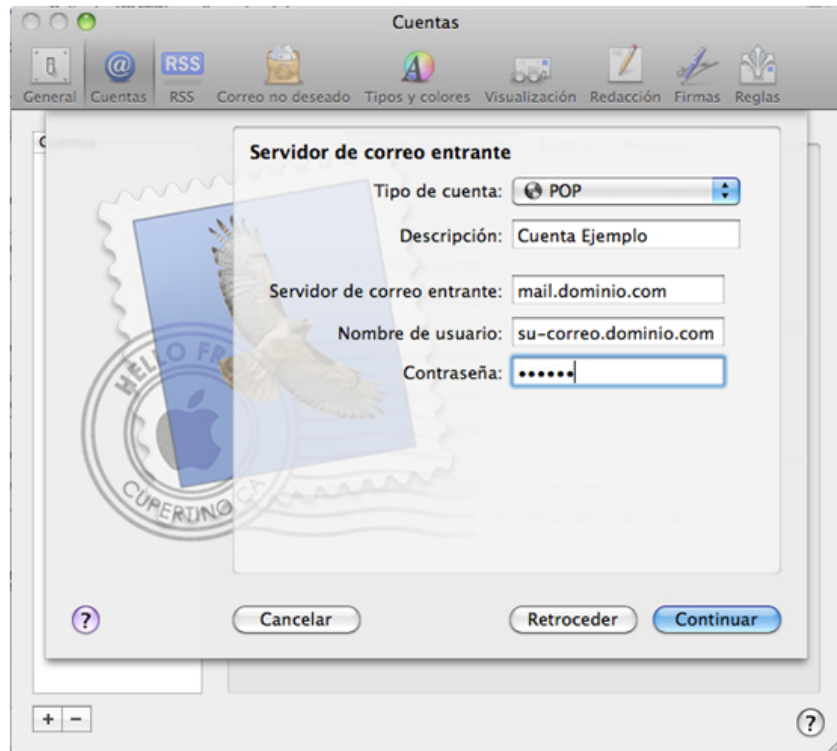 Cuentas
RSS
General Cuentas RSS Correo no deseado Tipos y colores Visualización Redacción Firmas Reglas
Servidor de correo entrante
Tipo de cuenta: POP
Descripción: Cuenta Ejemplo
Servidor de correo entrante: mail.dominio.com
Nombre de usuario: su-correo.dominio.com
Contraseña: ••••••
HELLO FR
CUPERTINO CA
? Cancelar Retroceder Continuar
+ − ?